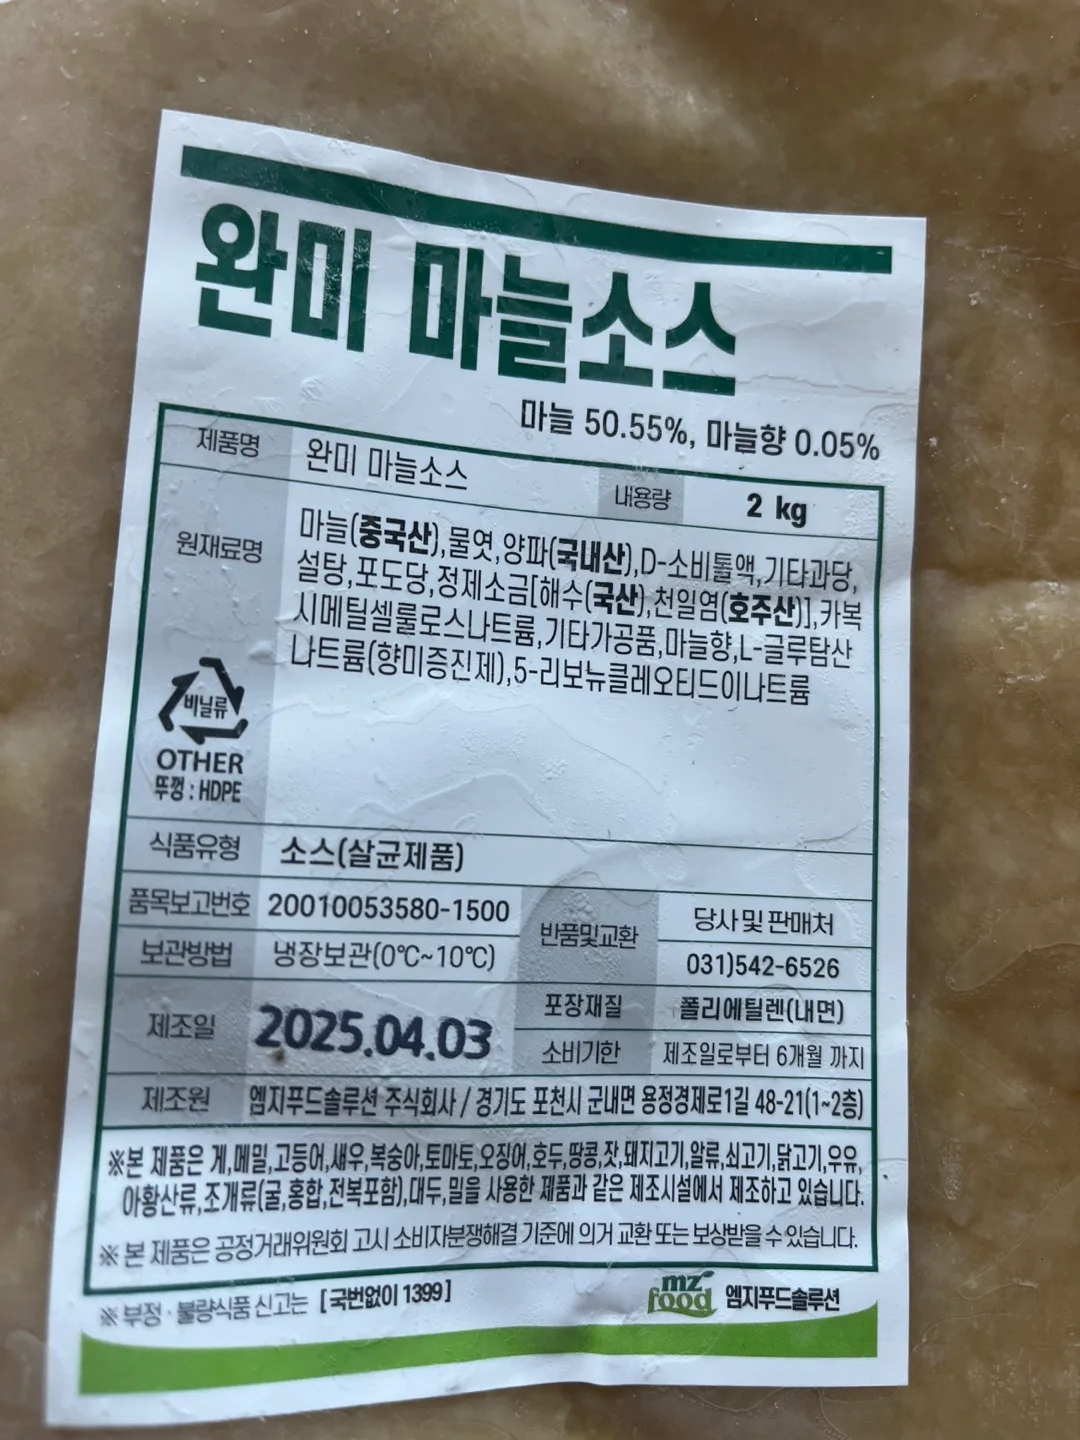 완미 마늘소스
마늘 50.55%, 마늘향 0.05%
제품명 완미 마늘소스 내용량 2 kg
원재료명 마늘(중국산),물엿,양파(국내산),D-소비톨액,기타과당,
설탕,포도당,정제소금[해수(국산),천일염(호주산)],카복
시메틸셀룰로스나트륨,기타가공품,마늘향,L-글루탐산
나트륨(향미증진제),5-리보뉴클레오티드이나트륨
비닐류
OTHER
뚜껑 : HDPE
식품유형 소스(살균제품)
품목보고번호 20010053580-1500
보관방법 냉장보관(0℃~10℃)
반품및교환 당사 및 판매처
031)542-6526
제조일 2025.04.03
포장재질 폴리에틸렌(내면)
소비기한 제조일로부터 6개월 까지
제조원 엠지푸드솔루션 주식회사 / 경기도 포천시 군내면 용정경제로1길 48-21(1~2층)
※본 제품은 게,메밀,고등어,새우,복숭아,토마토,오징어,호두,땅콩,잣,돼지고기,알류,쇠고기,닭고기,우유,
아황산류,조개류(굴,홍합,전복포함),대두,밀을 사용한 제품과 같은 제조시설에서 제조하고 있습니다.
※ 본 제품은 공정거래위원회 고시 소비자분쟁해결 기준에 의거 교환 또는 보상받을 수 있습니다.
※ 부정 · 불량식품 신고는 [ 국번없이 1399 ]
mz food 엠지푸드솔루션